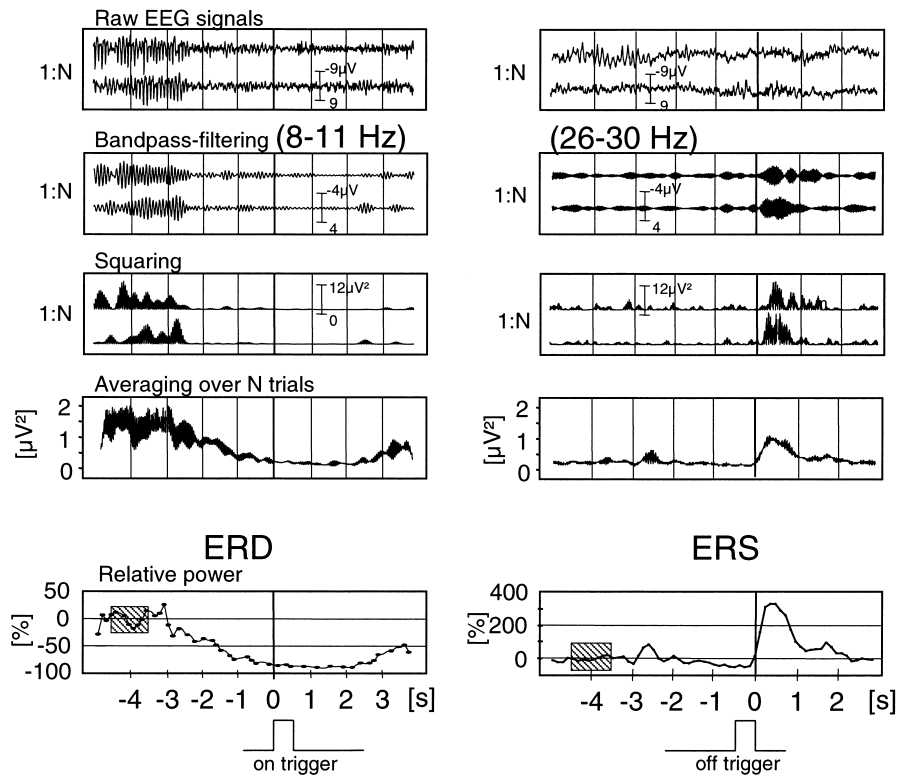 Raw EEG signals
1:N
-9µV
9
1:N
-9µV
9
Bandpass-filtering (8-11 Hz)
(26-30 Hz)
1:N
-4µV
4
1:N
-4µV
4
Squaring
1:N
12µV²
0
1:N
12µV²
Averaging over N trials
[µV²]
2
1
0
[µV²]
2
1
0
ERD
ERS
Relative power
[%]
50
0
-50
-100
[%]
400
200
0
-4 -3 -2 -1 0 1 2 3 [s]
-4 -3 -2 -1 0 1 2 [s]
on trigger
off trigger